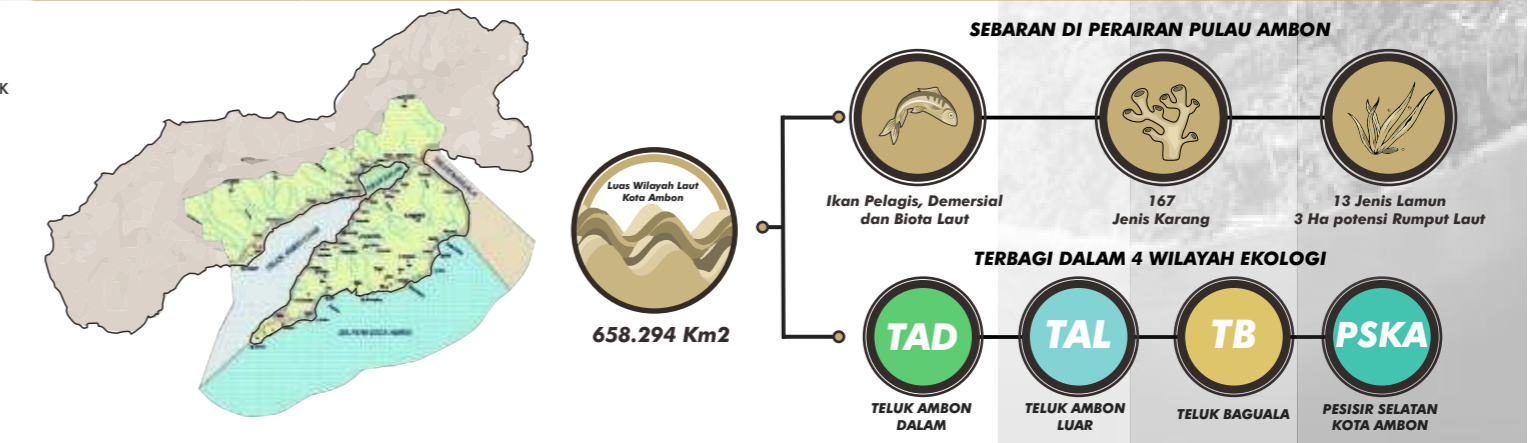 K
SEBARAN DI PERAIRAN PULAU AMBON
Luas Wilayah Laut
Kota Ambon
658.294 Km2
Ikan Pelagis, Demersial
dan Biota Laut
167
Jenis Karang
13 Jenis Lamun
3 Ha potensi Rumput Laut
TERBAGI DALAM 4 WILAYAH EKOLOGI
TAD
TAL
TB
PSKA
TELUK AMBON
DALAM
TELUK AMBON
LUAR
TELUK BAGUALA
PESISIR SELATAN
KOTA AMBON